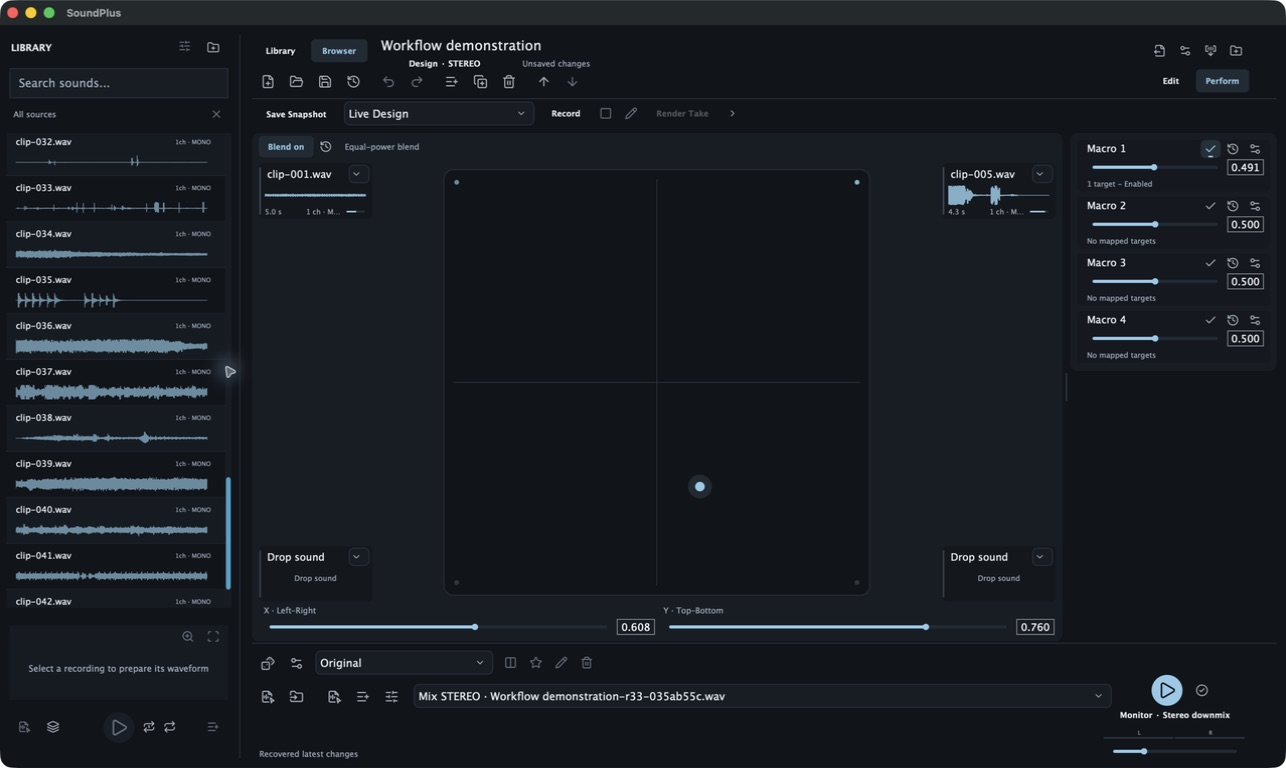 SoundPlus
LIBRARY
Search sounds...
All sources
clip-032.wav 1ch · MONO
clip-033.wav 1ch · MONO
clip-034.wav 1ch · MONO
clip-035.wav 1ch · MONO
clip-036.wav 1ch · MONO
clip-037.wav 1ch · MONO
clip-038.wav 1ch · MONO
clip-039.wav 1ch · MONO
clip-040.wav 1ch · MONO
clip-041.wav 1ch · MONO
clip-042.wav 1ch · MONO
Select a recording to prepare its waveform
Library Browser Workflow demonstration
Design · STEREO Unsaved changes
Edit Perform
Save Snapshot Live Design Record Render Take
Blend on Equal-power blend
clip-001.wav
5.0 s 1 ch · M...
clip-005.wav
4.3 s 1 ch · M...
Drop sound
Drop sound
Drop sound
Drop sound
X · Left-Right
0.608
Y · Top-Bottom
0.760
Macro 1
0.491
1 target – Enabled
Macro 2
0.500
No mapped targets
Macro 3
0.500
No mapped targets
Macro 4
0.500
No mapped targets
Original
Mix STEREO · Workflow demonstration-r33-035ab55c.wav
Monitor · Stereo downmix
L R
Recovered latest changes